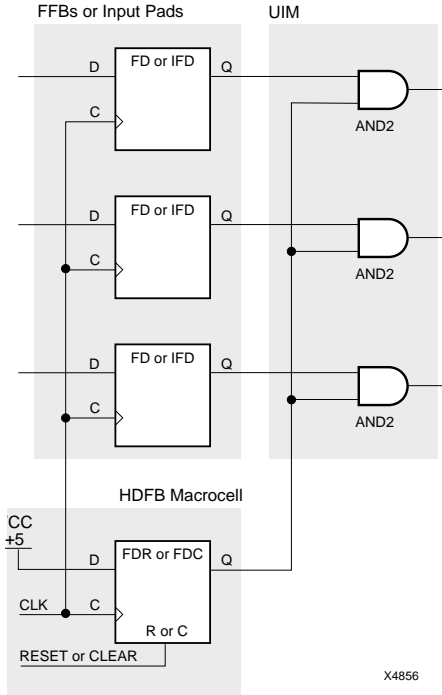 FFBs or Input Pads
UIM
D
FD or IFD
Q
C
AND2
D
FD or IFD
Q
C
AND2
D
FD or IFD
Q
C
AND2
HDFB Macrocell
CC
+5
D
FDR or FDC
Q
CLK
C
R or C
RESET or CLEAR
X4856